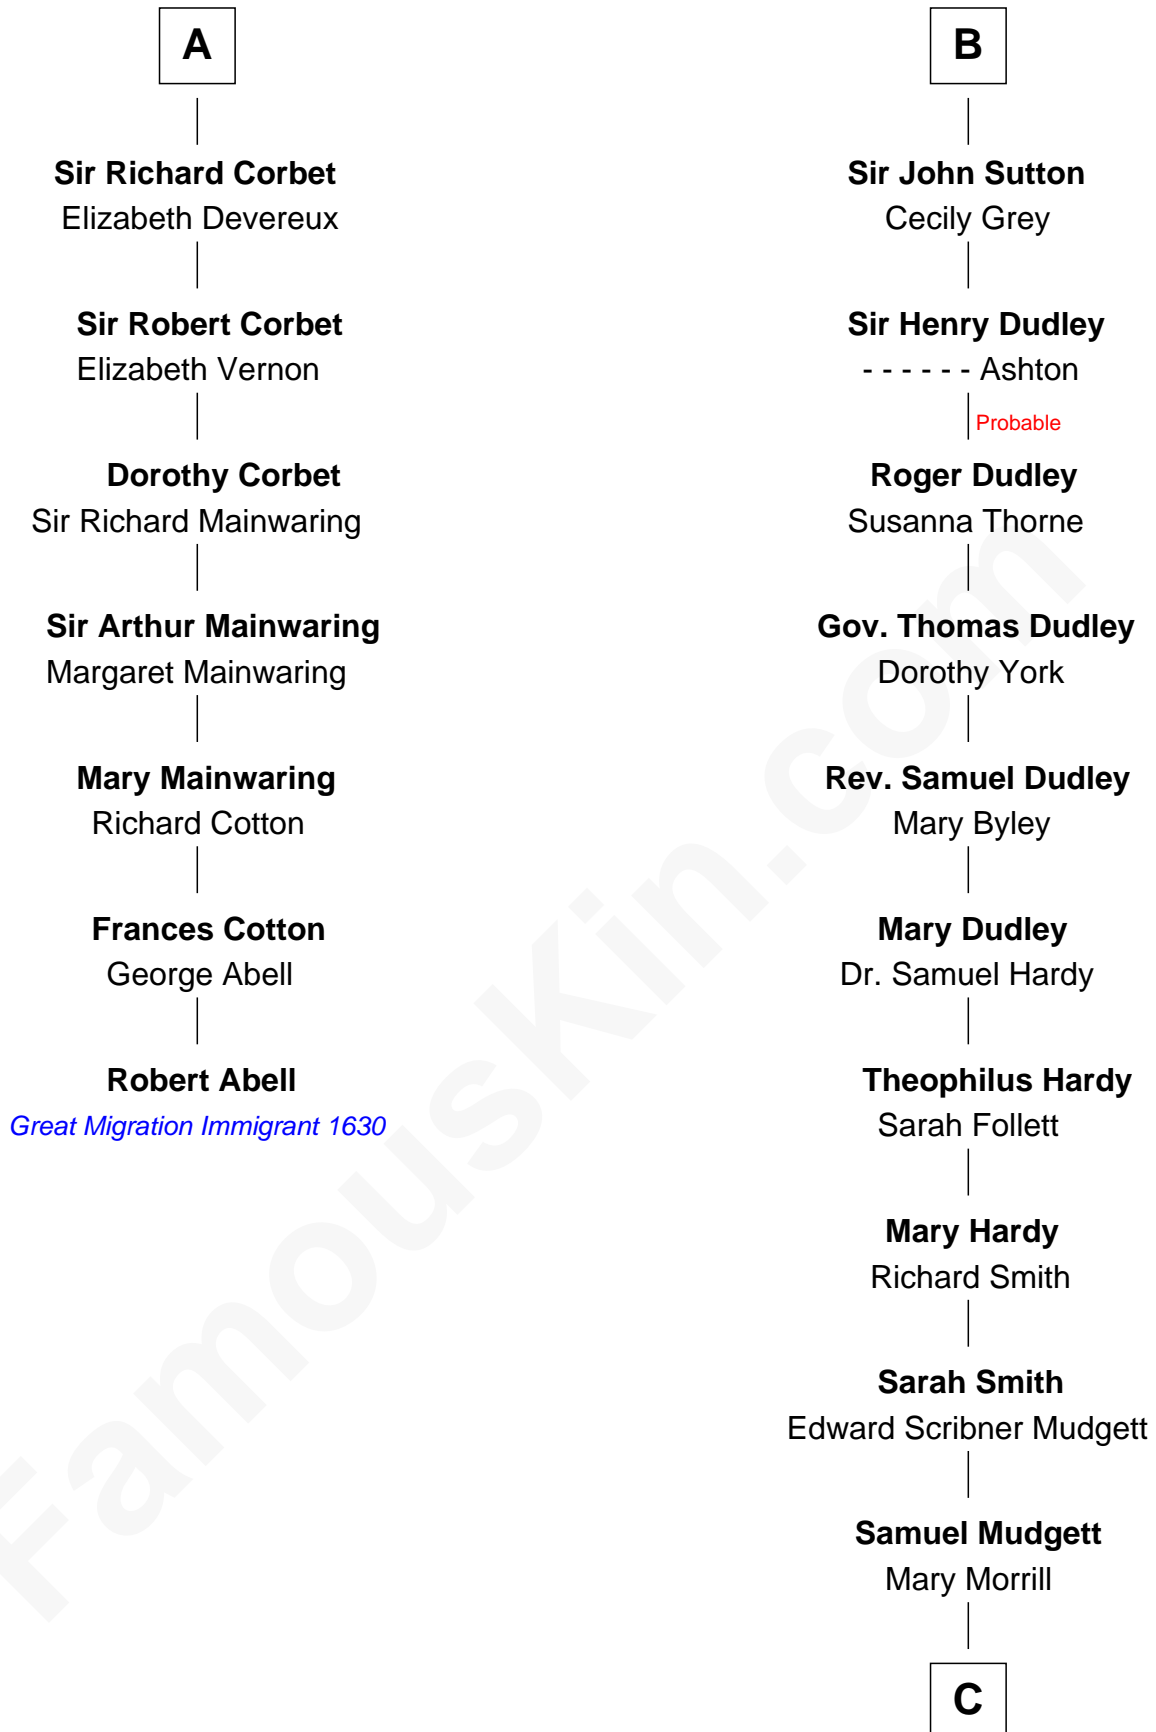 A
Sir Richard Corbet
Elizabeth Devereux
Sir Robert Corbet
Elizabeth Vernon
Dorothy Corbet
Sir Richard Mainwaring
Sir Arthur Mainwaring
Margaret Mainwaring
Mary Mainwaring
Richard Cotton
Frances Cotton
George Abell
Robert Abell
Great Migration Immigrant 1630
B
Sir John Sutton
Cecily Grey
Sir Henry Dudley
- - - - - - Ashton
Probable
Roger Dudley
Susanna Thorne
Gov. Thomas Dudley
Dorothy York
Rev. Samuel Dudley
Mary Byley
Mary Dudley
Dr. Samuel Hardy
Theophilus Hardy
Sarah Follett
Mary Hardy
Richard Smith
Sarah Smith
Edward Scribner Mudgett
Samuel Mudgett
Mary Morrill
C
FamousKin.com